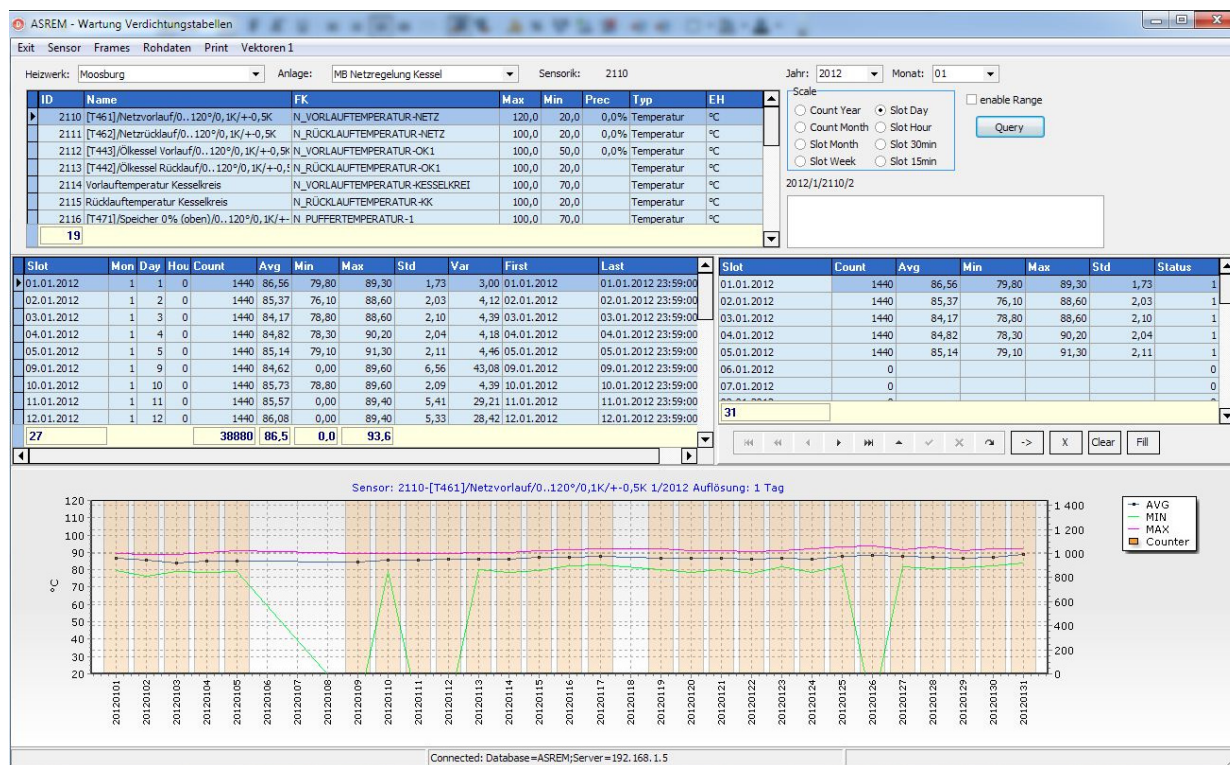 ASREM - Wartung Verdichtungstabellen
Exit Sensor Frames Rohdaten Print Vektoren 1
Heizwerk: Moosburg Anlage: MB Netzregelung Kessel Sensorik: 2110 Jahr: 2012 Monat: 01
ID Name FK Max Min Prec Typ EH
2110 [T461]/Netzvorlauf/0..120°/0,1K/+-0,5K N_VORLAUFTEMPERATUR-NETZ 120,0 20,0 0,0% Temperatur °C
2111 [T462]/Netzrücklauf/0..120°/0,1K/+-0,5K N_RÜCKLAUFTEMPERATUR-NETZ 100,0 20,0 0,0% Temperatur °C
2112 [T443]/Ölkessel Vorlauf/0..120°/0,1K/+-0,5K N_VORLAUFTEMPERATUR-OK1 100,0 50,0 0,0% Temperatur °C
2113 [T442]/Ölkessel Rücklauf/0..120°/0,1K/+-0,5 N_RÜCKLAUFTEMPERATUR-OK1 100,0 20,0 Temperatur °C
2114 Vorlauftemperatur Kesselkreis N_VORLAUFTEMPERATUR-KESSELKREI 100,0 70,0 Temperatur °C
2115 Rücklauftemperatur Kesselkreis N_RÜCKLAUFTEMPERATUR-KK 100,0 70,0 Temperatur °C
2116 [T471]/Speicher 0% (oben)/0..120°/0,1K/+- N_PUFFERTEMPERATUR-1 100,0 70,0 Temperatur °C
19
Scale
Count Year Slot Day
Count Month Slot Hour
Slot Month Slot 30min
Slot Week Slot 15min
enable Range
Query
2012/1/2110/2
Slot Mon Day Hou Count Avg Min Max Std Var First Last
01.01.2012 1 1 0 1440 86,56 79,80 89,30 1,73 3,00 01.01.2012 01.01.2012 23:59:00
02.01.2012 1 2 0 1440 85,37 76,10 88,60 2,03 4,12 02.01.2012 02.01.2012 23:59:00
03.01.2012 1 3 0 1440 84,17 78,80 88,60 2,10 4,39 03.01.2012 03.01.2012 23:59:00
04.01.2012 1 4 0 1440 84,82 78,30 90,20 2,04 4,18 04.01.2012 04.01.2012 23:59:00
05.01.2012 1 5 0 1440 85,14 79,10 91,30 2,11 4,46 05.01.2012 05.01.2012 23:59:00
09.01.2012 1 9 0 1440 84,62 0,00 89,60 6,56 43,08 09.01.2012 09.01.2012 23:59:00
10.01.2012 1 10 0 1440 85,73 78,80 89,60 2,09 4,39 10.01.2012 10.01.2012 23:59:00
11.01.2012 1 11 0 1440 85,57 0,00 89,40 5,41 29,21 11.01.2012 11.01.2012 23:59:00
12.01.2012 1 12 0 1440 86,08 0,00 89,40 5,33 28,42 12.01.2012 12.01.2012 23:59:00
27 38880 86,5 0,0 93,6
Slot Count Avg Min Max Std Status
01.01.2012 1440 86,56 79,80 89,30 1,73 1
02.01.2012 1440 85,37 76,10 88,60 2,03 1
03.01.2012 1440 84,17 78,80 88,60 2,10 1
04.01.2012 1440 84,82 78,30 90,20 2,04 1
05.01.2012 1440 85,14 79,10 91,30 2,11 1
06.01.2012 0 0
07.01.2012 0 0
31
-> X Clear Fill
Sensor: 2110-[T461]/Netzvorlauf/0..120°/0,1K/+-0,5K 1/2012 Auflösung: 1 Tag
120
110
100
90
80
70
60
50
40
30
20
°C
1 400
1 200
1 000
800
600
400
200
0
AVG
MIN
MAX
Counter
20120101
20120102
20120103
20120104
20120105
20120106
20120107
20120108
20120109
20120110
20120111
20120112
20120113
20120114
20120115
20120116
20120117
20120118
20120119
20120120
20120121
20120122
20120123
20120124
20120125
20120126
20120127
20120128
20120129
20120130
20120131
Connected: Database=ASREM;Server=192.168.1.5